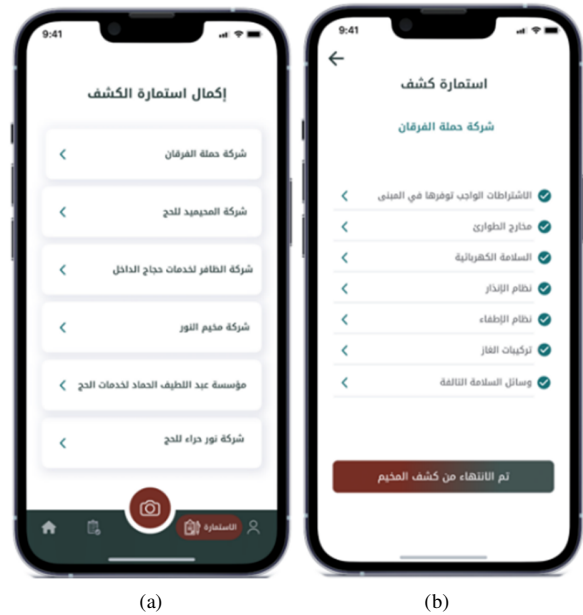 9:41
إكمال استمارة الكشف
شركة حملة الفرقان
شركة المحيميد للحج
شركة الظافر لخدمات حجاج الداخل
شركة مخيم النور
مؤسسة عبد اللطيف الحماد لخدمات الحج
شركة نور حراء للحج
الاستمارة
(a)
9:41
استمارة كشف
شركة حملة الفرقان
الاشتراطات الواجب توفرها في المبنى
مخارج الطوارئ
السلامة الكهربائية
نظام الإنذار
نظام الإطفاء
تركيبات الغاز
وسائل السلامة التالفة
تم الانتهاء من كشف المخيم
(b)